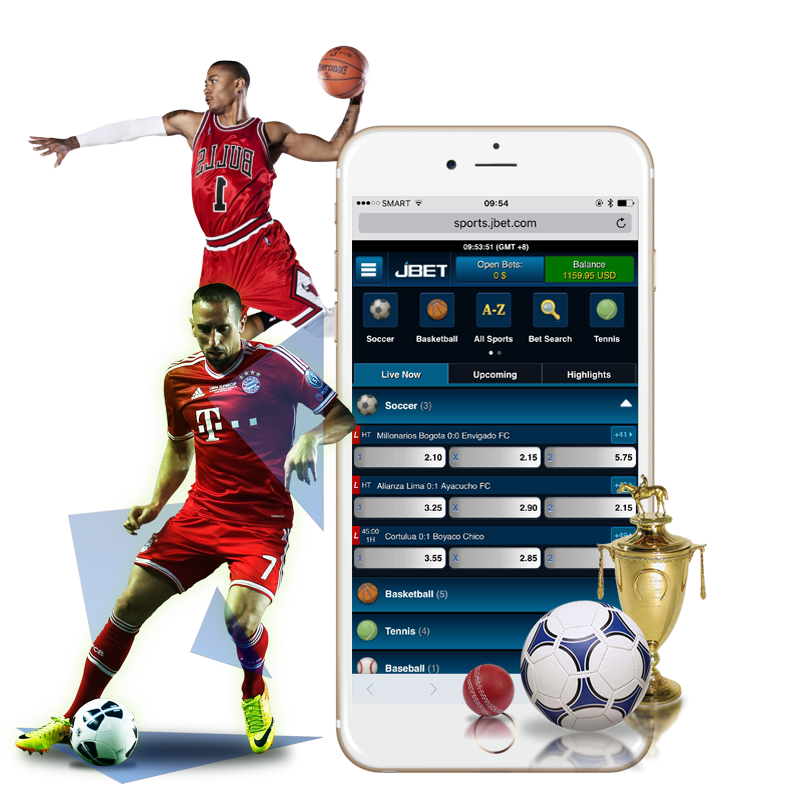 SPALDING
BULLS
1
T
7
FCB
SMART
09:54
sports.jbet.com
09:53:51 (GMT +8)
JBET
Open Bets:
0 $
Balance
1159.95 USD
A-Z
Soccer
Basketball
All Sports
Bet Search
Tennis
Live Now
Upcoming
Highlights
Soccer (3)
L HT Millonarios Bogota 0:0 Envigado FC +41
1 2.10 X 2.15 2 5.75
L HT Alianza Lima 0:1 Ayacucho FC
1 3.25 X 2.90 2 2.15
L 45:00 1H Cortulua 0:1 Boyaco Chico
1 3.55 X 2.85 2
Basketball (5)
Tennis (4)
Baseball (1)